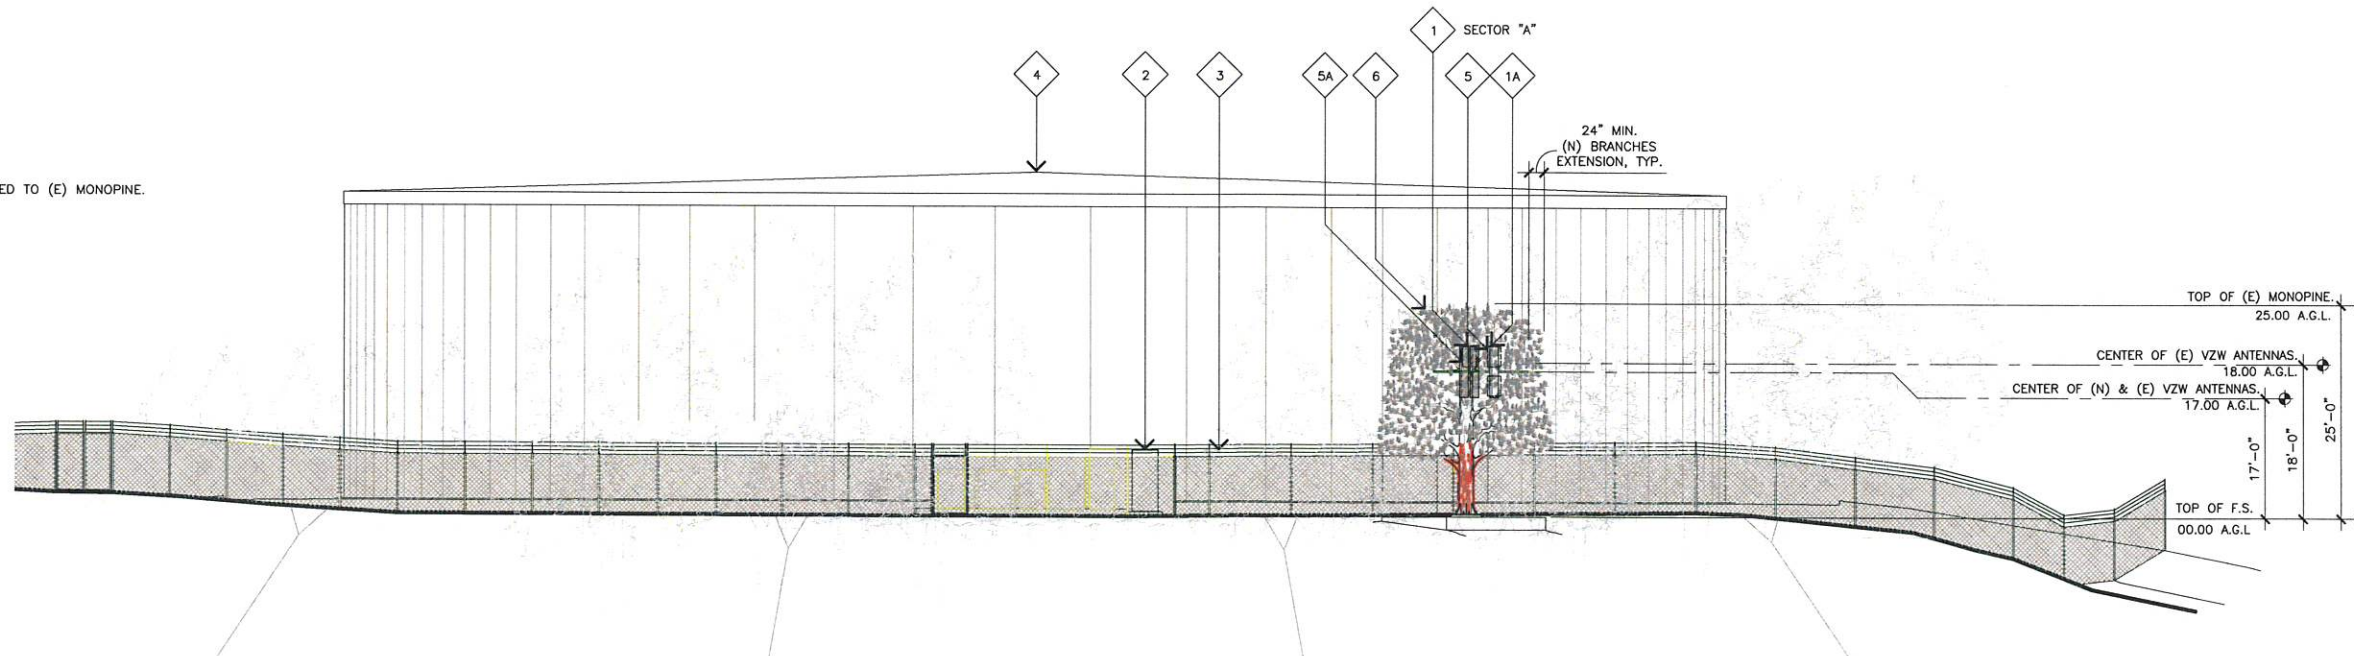 1 SECTOR "A"
4
2
3
5A
6
5
1A
24" MIN.
(N) BRANCHES
EXTENSION, TYP.
ED TO (E) MONOPINE.
TOP OF (E) MONOPINE.
25.00 A.G.L.
CENTER OF (E) VZW ANTENNAS.
18.00 A.G.L.
CENTER OF (N) & (E) VZW ANTENNAS.
17.00 A.G.L.
17'-0"
18'-0"
25'-0"
TOP OF F.S.
00.00 A.G.L